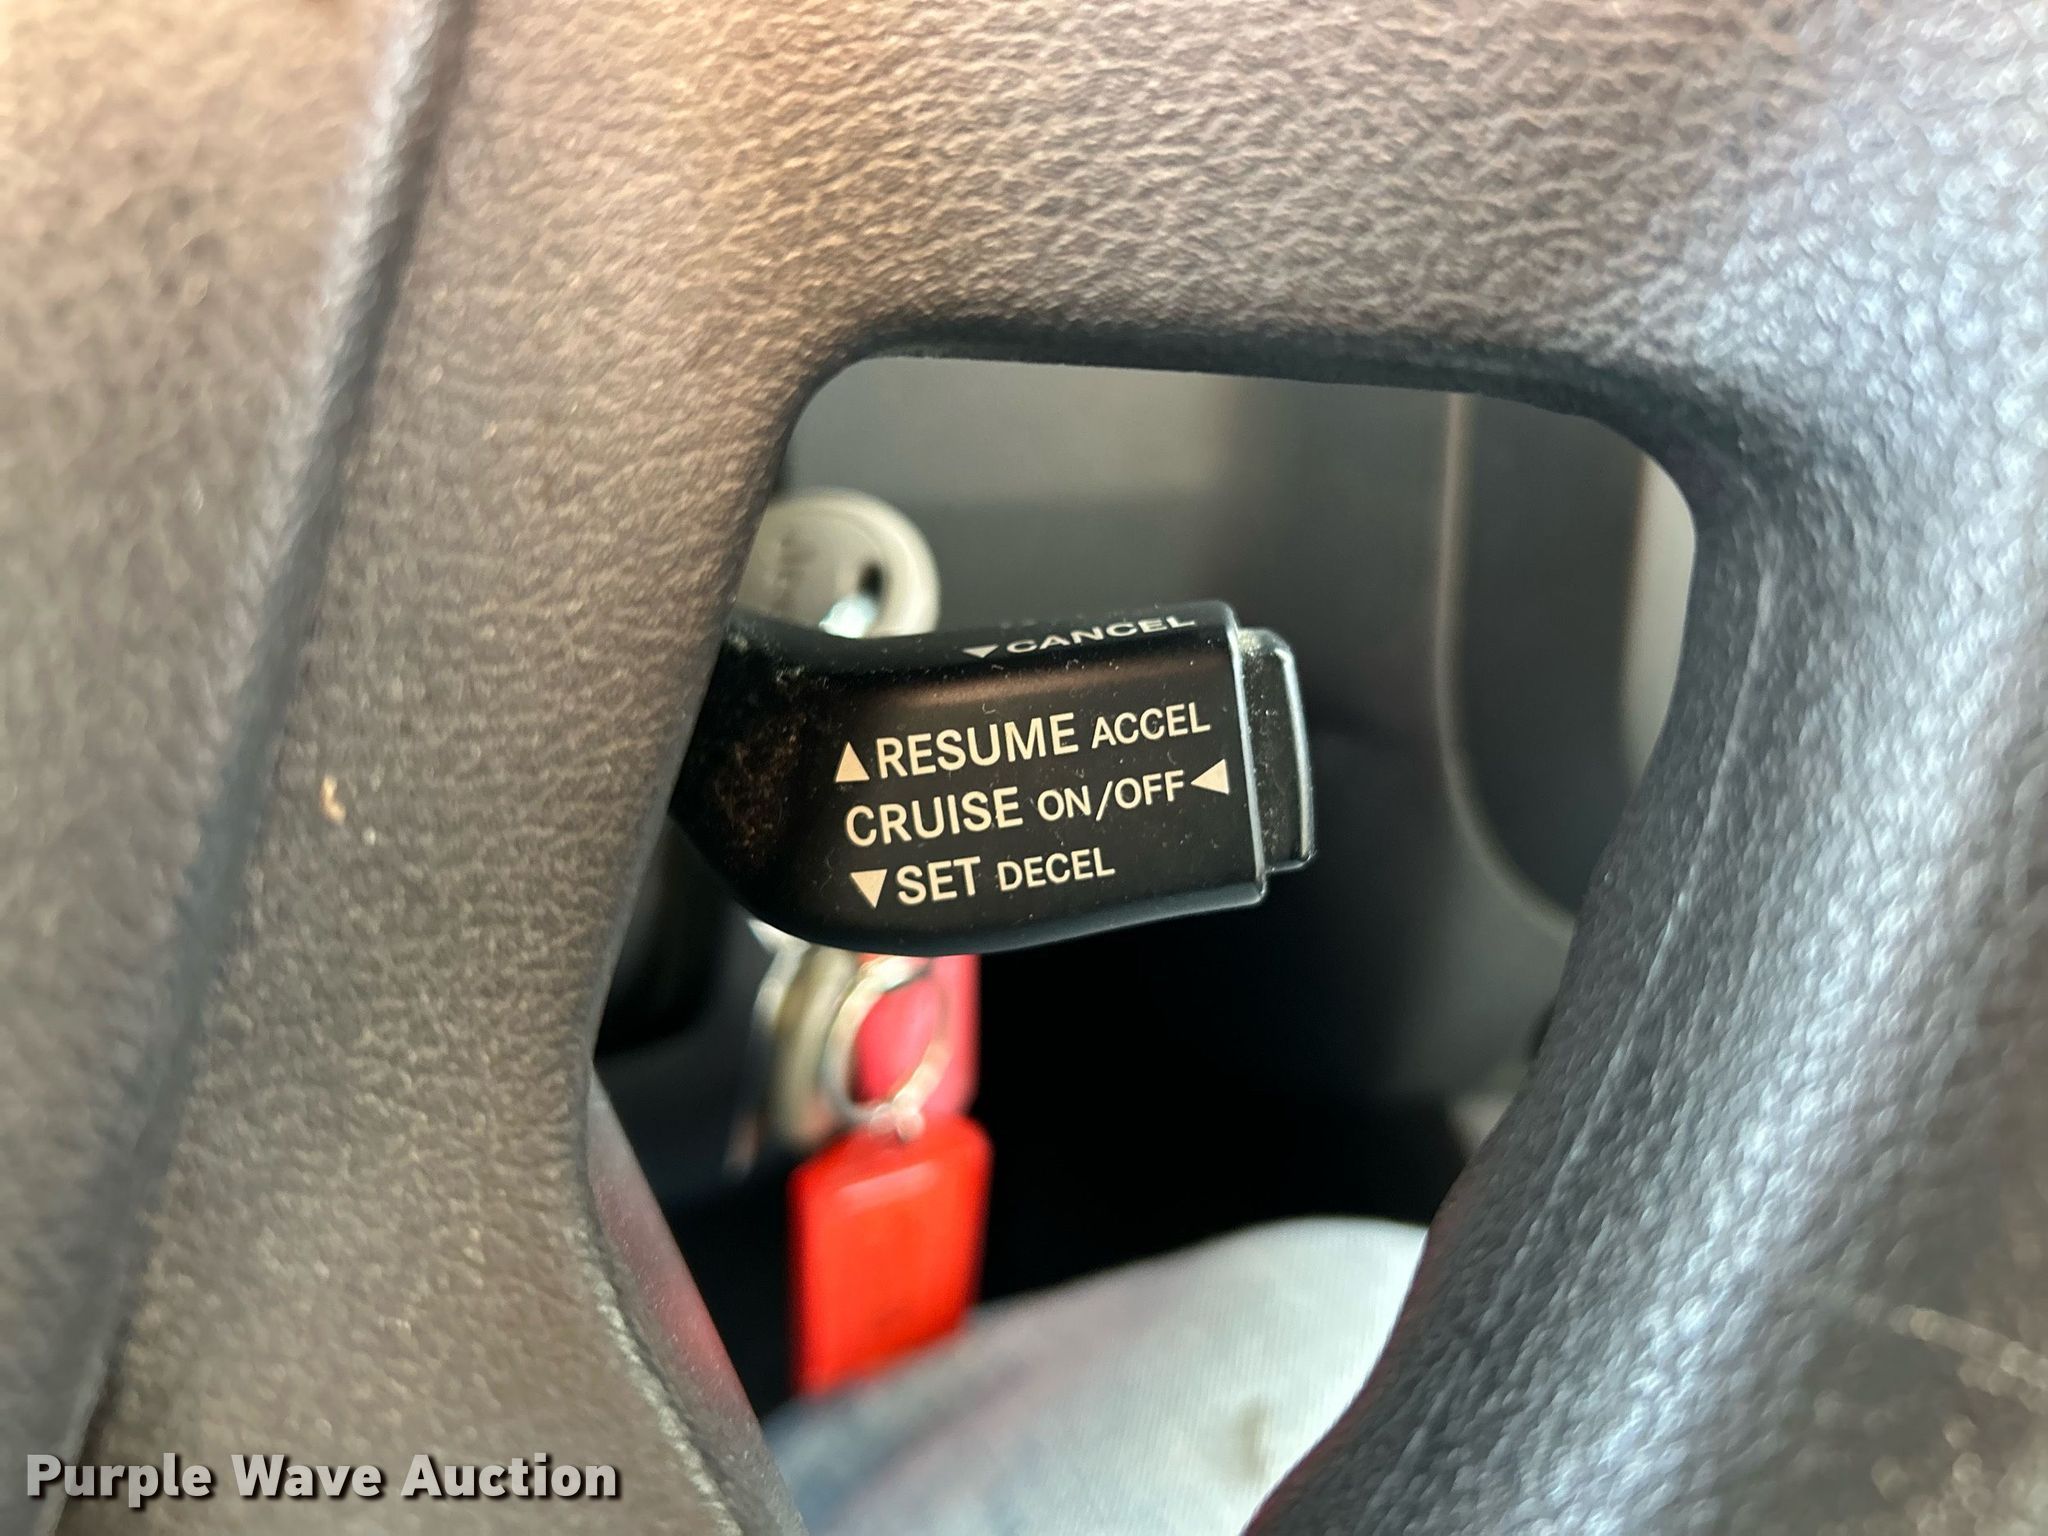 ▼CANCEL
▲RESUME ACCEL
CRUISE ON/OFF◀
▼SET DECEL
Purple Wave Auction